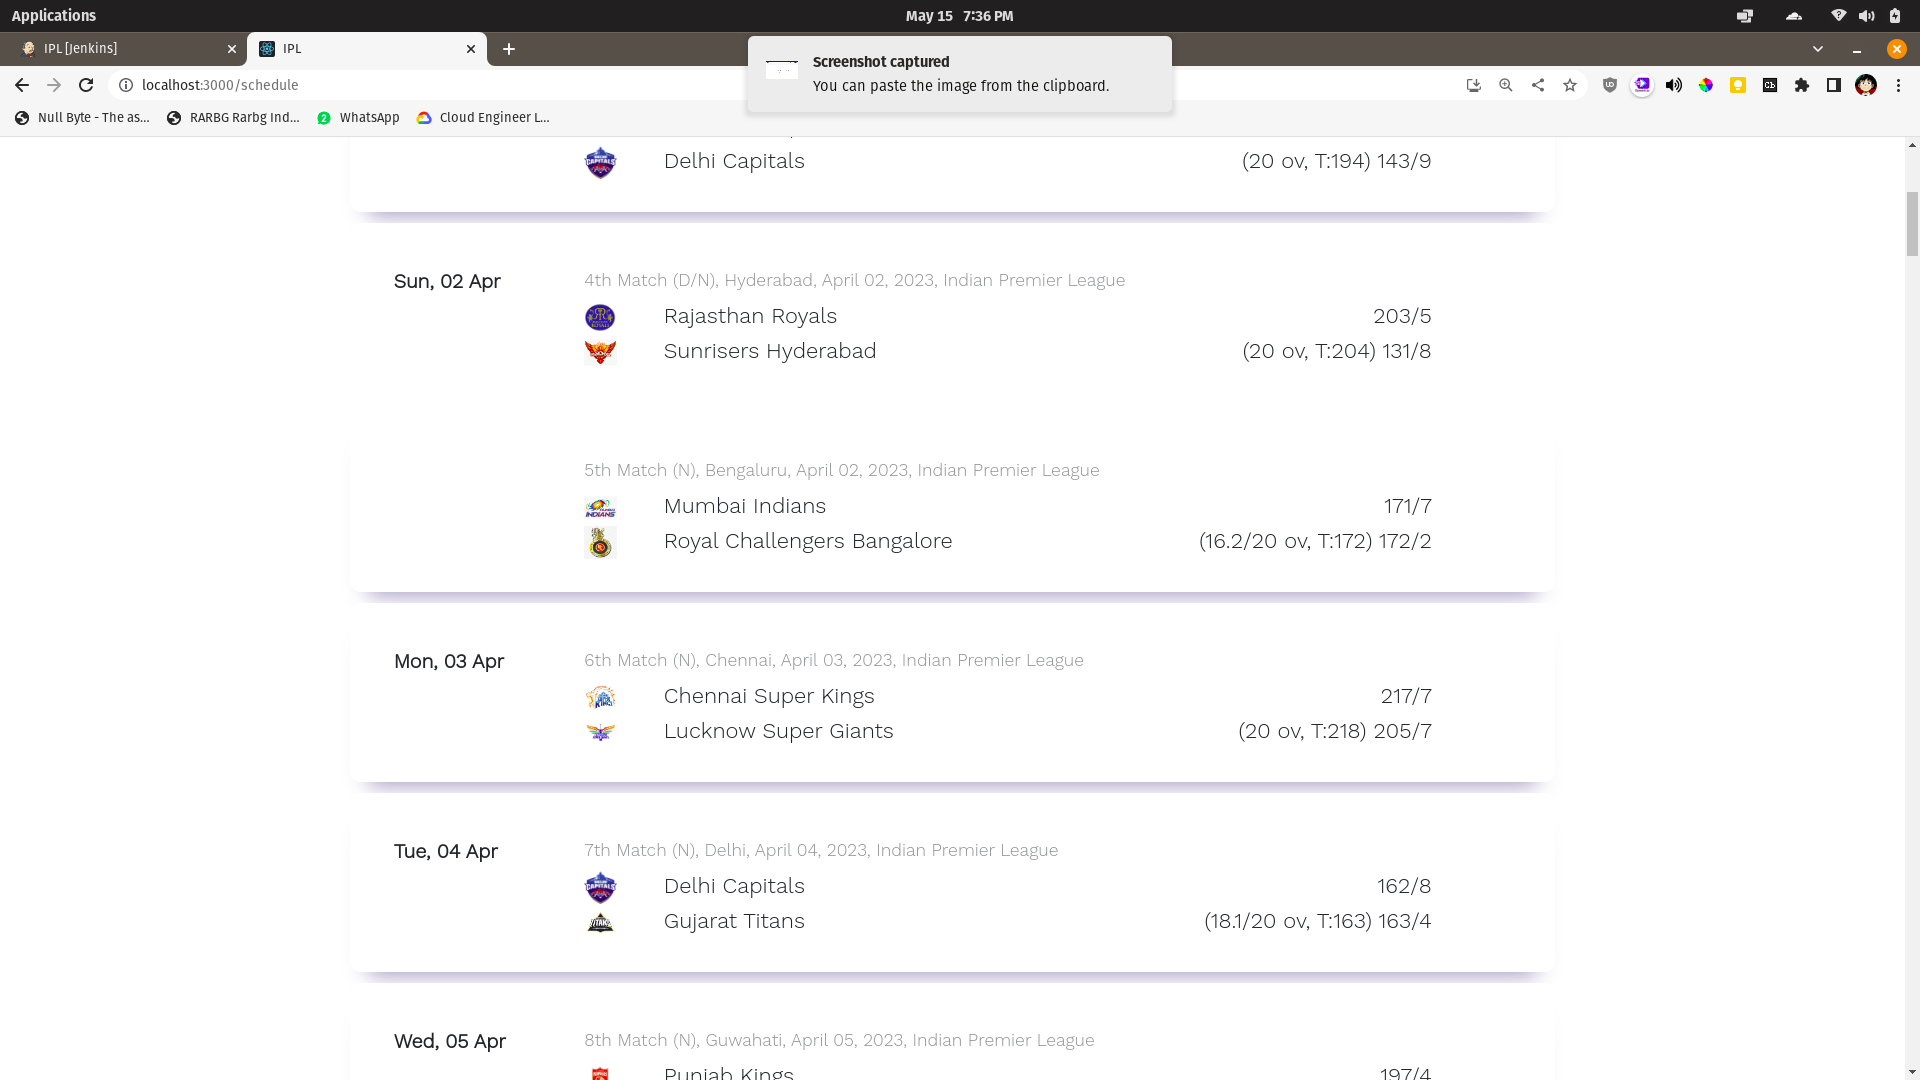 Applications
May 15 7:36 PM
IPL [Jenkins]
IPL
Screenshot captured
You can paste the image from the clipboard.
localhost:3000/schedule
Null Byte - The as...
RARBG Rarbg Ind...
WhatsApp
Cloud Engineer L...
Delhi Capitals (20 ov, T:194) 143/9
Sun, 02 Apr
4th Match (D/N), Hyderabad, April 02, 2023, Indian Premier League
Rajasthan Royals 203/5
Sunrisers Hyderabad (20 ov, T:204) 131/8
5th Match (N), Bengaluru, April 02, 2023, Indian Premier League
Mumbai Indians 171/7
Royal Challengers Bangalore (16.2/20 ov, T:172) 172/2
Mon, 03 Apr
6th Match (N), Chennai, April 03, 2023, Indian Premier League
Chennai Super Kings 217/7
Lucknow Super Giants (20 ov, T:218) 205/7
Tue, 04 Apr
7th Match (N), Delhi, April 04, 2023, Indian Premier League
Delhi Capitals 162/8
Gujarat Titans (18.1/20 ov, T:163) 163/4
Wed, 05 Apr
8th Match (N), Guwahati, April 05, 2023, Indian Premier League
Punjab Kings 197/4